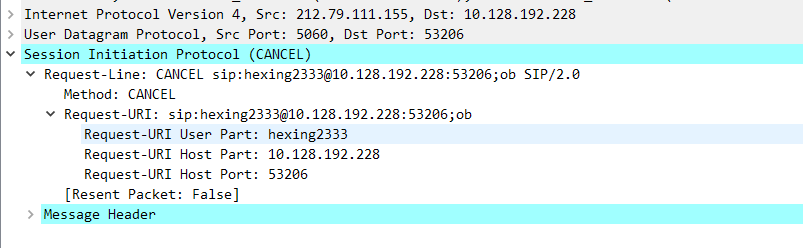 Internet Protocol Version 4, Src: 212.79.111.155, Dst: 10.128.192.228
User Datagram Protocol, Src Port: 5060, Dst Port: 53206
Session Initiation Protocol (CANCEL)
Request-Line: CANCEL sip:hexing2333@10.128.192.228:53206;ob SIP/2.0
Method: CANCEL
Request-URI: sip:hexing2333@10.128.192.228:53206;ob
Request-URI User Part: hexing2333
Request-URI Host Part: 10.128.192.228
Request-URI Host Port: 53206
[Resent Packet: False]
Message Header